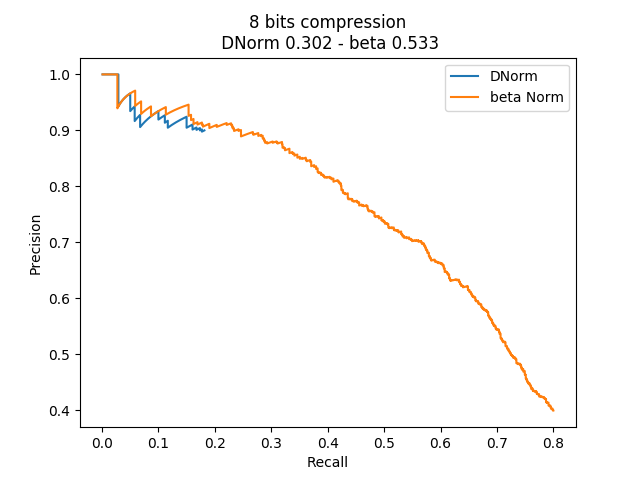 8 bits compression
DNorm 0.302 - beta 0.533
DNorm
beta Norm
1.0
0.9
0.8
0.7
0.6
0.5
0.4
Precision
0.0 0.1 0.2 0.3 0.4 0.5 0.6 0.7 0.8
Recall